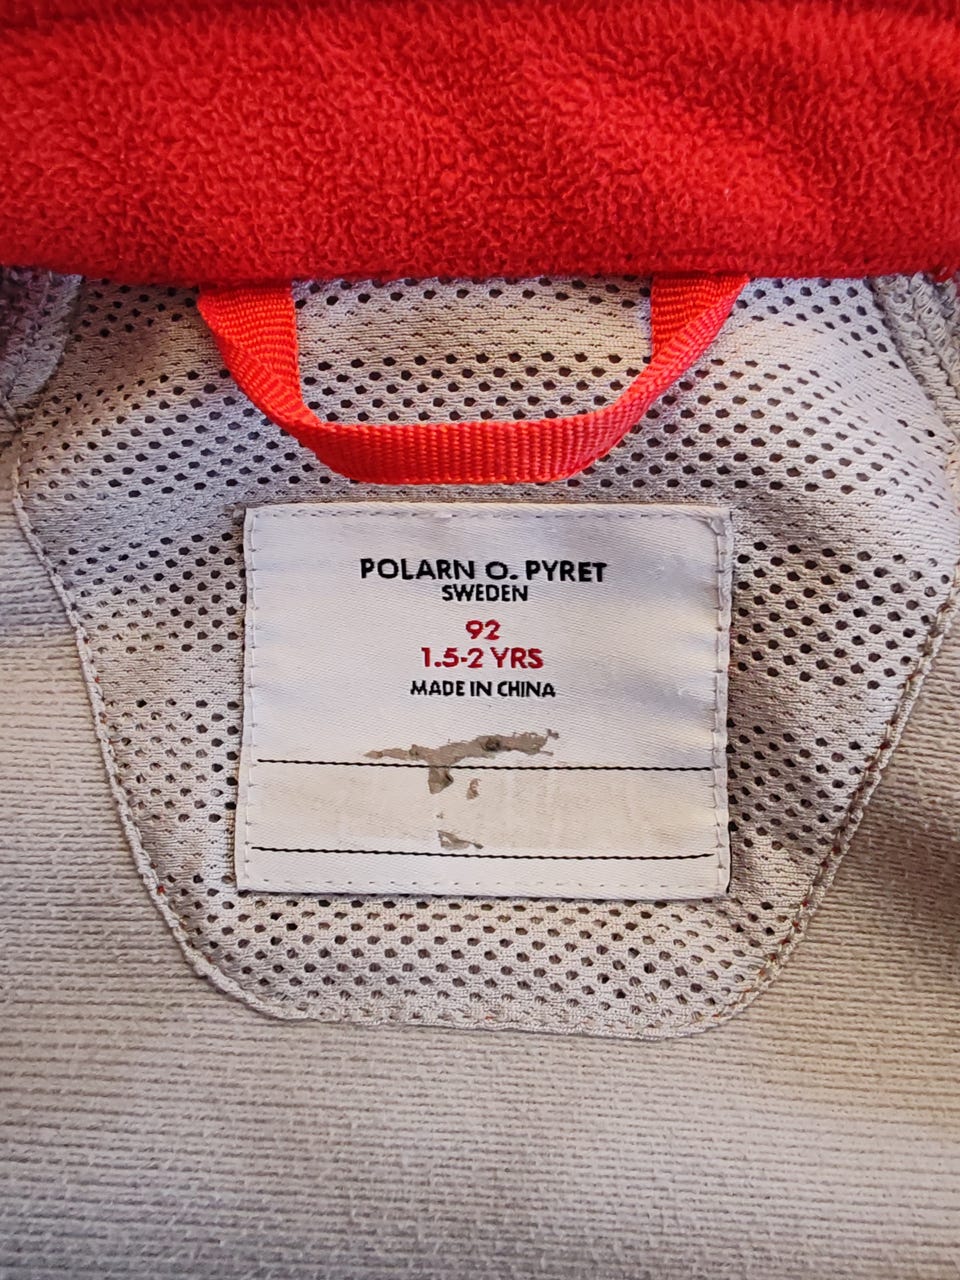 POLARN O. PYRET
SWEDEN
92
1.5-2 YRS
MADE IN CHINA